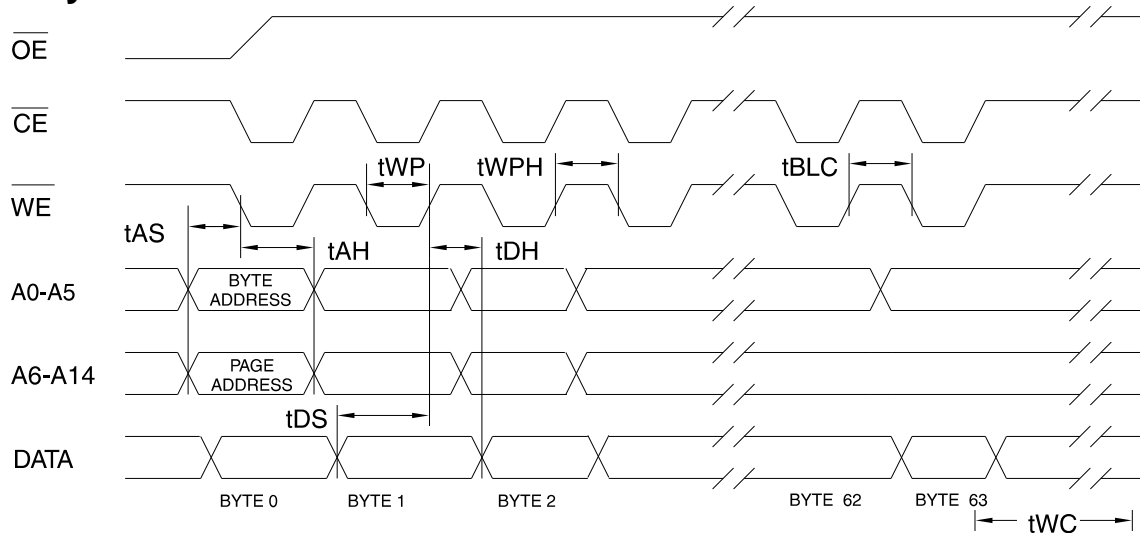 OE
CE
tWP
tWPH
tBLC
WE
tAS
tAH
tDH
A0-A5
BYTE
ADDRESS
A6-A14
PAGE
ADDRESS
tDS
DATA
BYTE 0
BYTE 1
BYTE 2
BYTE 62
BYTE 63
tWC